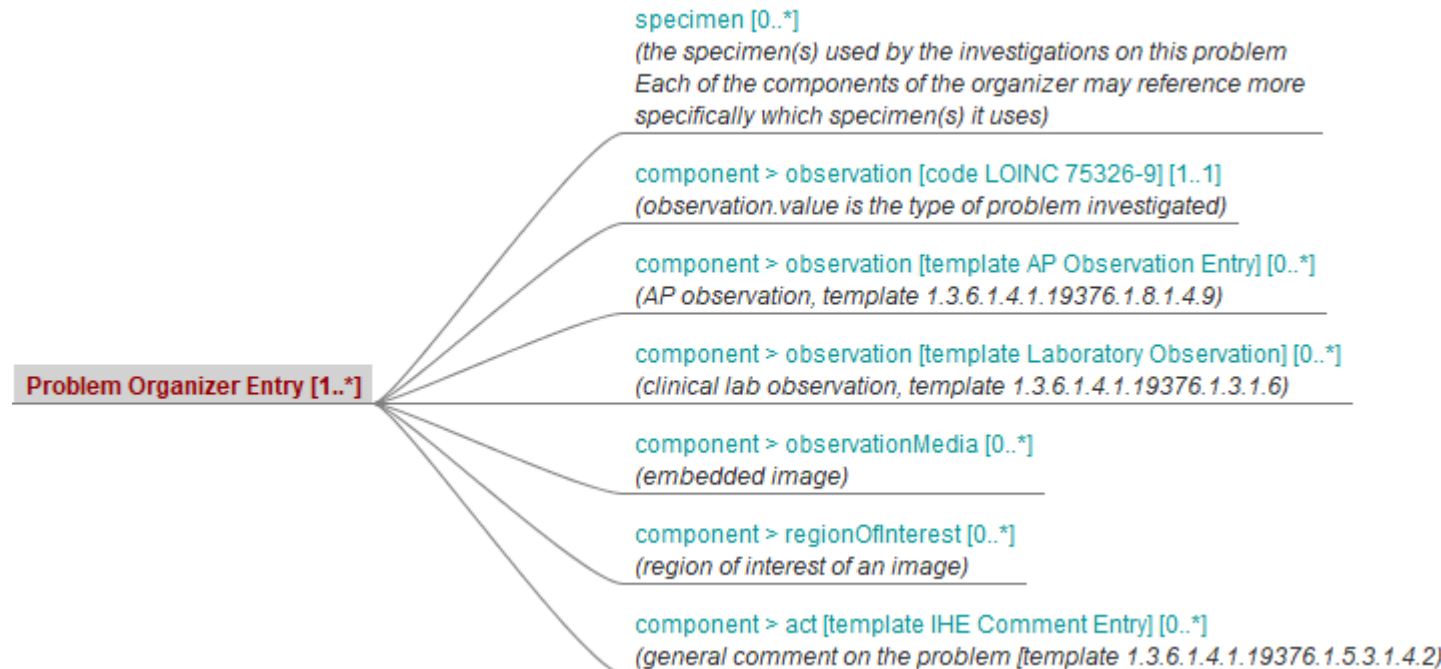 specimen [0..*]
(the specimen(s) used by the investigations on this problem
Each of the components of the organizer may reference more
specifically which specimen(s) it uses)
component > observation [code LOINC 75326-9] [1..1]
(observation.value is the type of problem investigated)
component > observation [template AP Observation Entry] [0..*]
(AP observation, template 1.3.6.1.4.1.19376.1.8.1.4.9)
component > observation [template Laboratory Observation] [0..*]
Problem Organizer Entry [1..*]
(clinical lab observation, template 1.3.6.1.4.1.19376.1.3.1.6)
component > observationMedia [0..*]
(embedded image)
component > regionOfInterest [0..*]
(region of interest of an image)
component > act [template IHE Comment Entry] [0..*]
(general comment on the problem [template 1.3.6.1.4.1.19376.1.5.3.1.4.2)